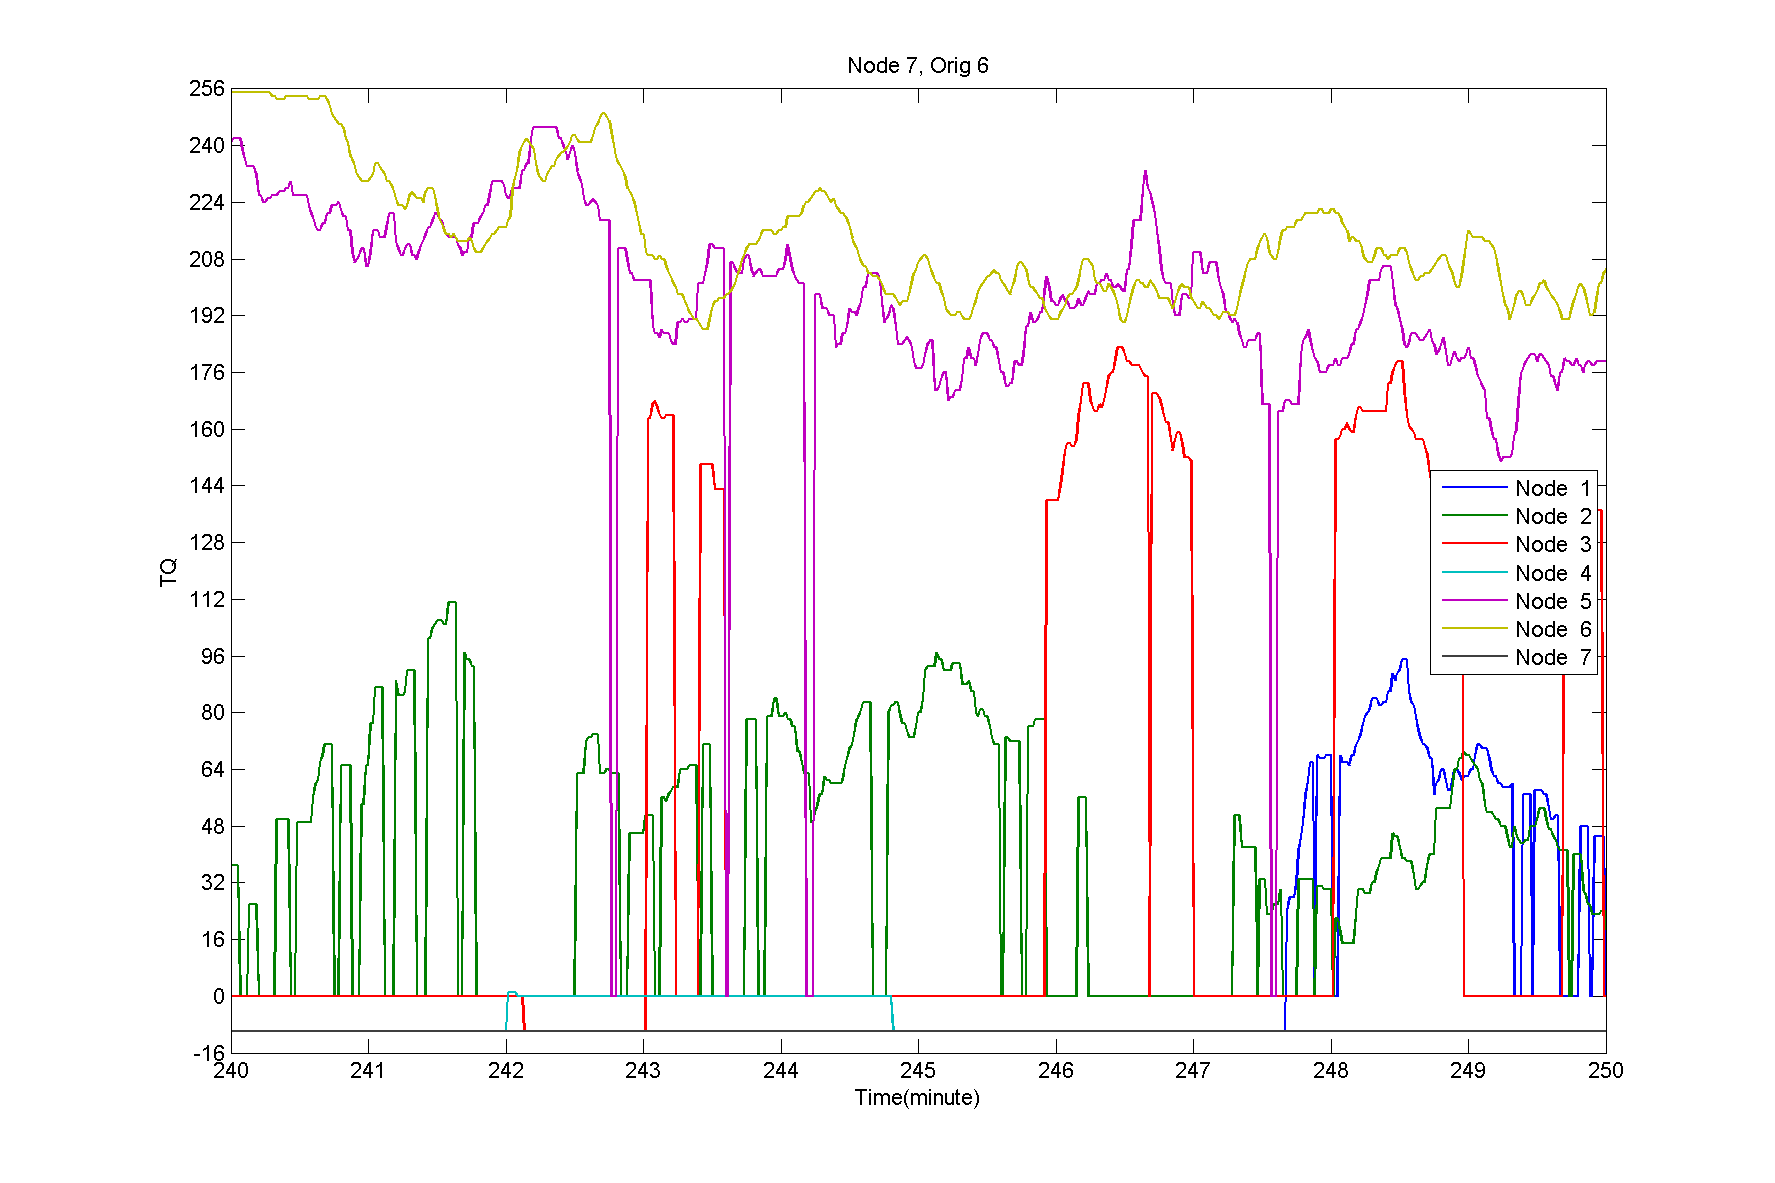 Node 7, Orig 6
256
240
224
208
192
176
160
144
128
112
96
80
64
48
32
16
0
-16
TQ
Node 1
Node 2
Node 3
Node 4
Node 5
Node 6
Node 7
240 241 242 243 244 245 246 247 248 249 250
Time(minute)